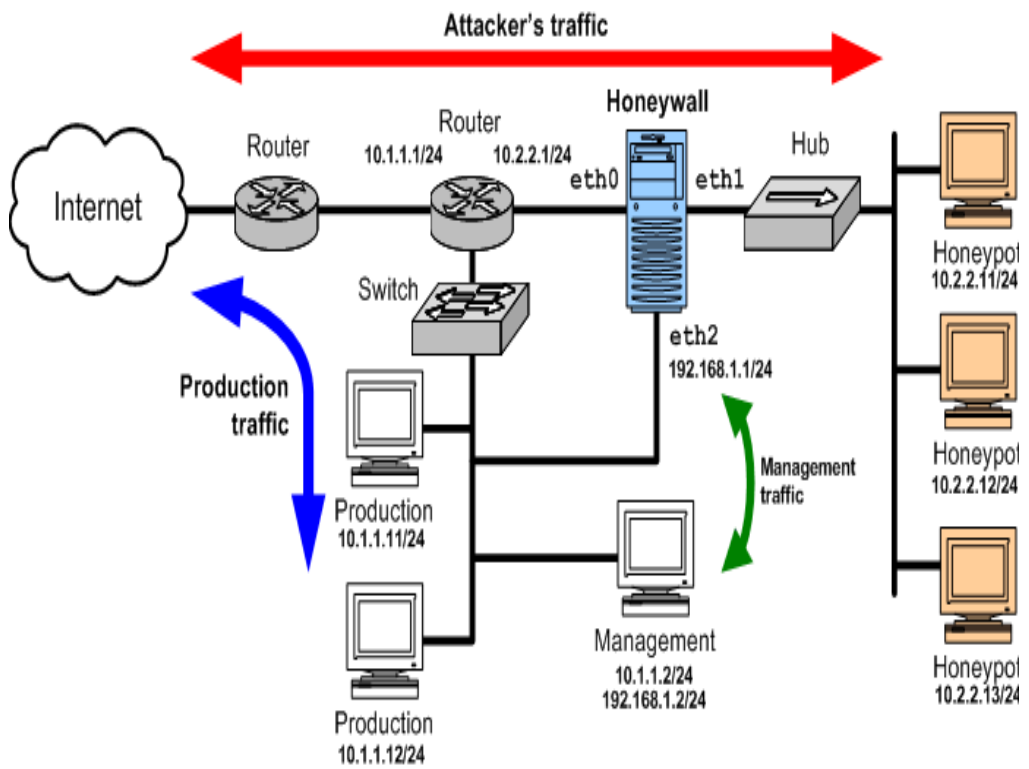 Attacker's traffic
Honeywall
Router
Router
Hub
10.1.1.1/24
10.2.2.1/24
eth0
eth1
Internet
Honeypot
10.2.2.11/24
Switch
eth2
192.168.1.1/24
Production
traffic
Honeypot
10.2.2.12/24
Management
traffic
Production
10.1.1.11/24
Management
10.1.1.2/24
192.168.1.2/24
Honeypot
10.2.2.13/24
Production
10.1.1.12/24